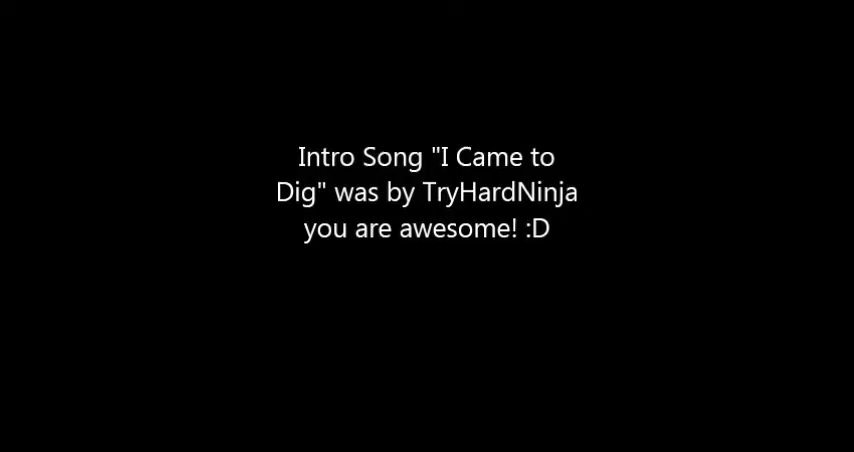 Intro Song "I Came to
Dig" was by TryHardNinja
you are awesome! :D